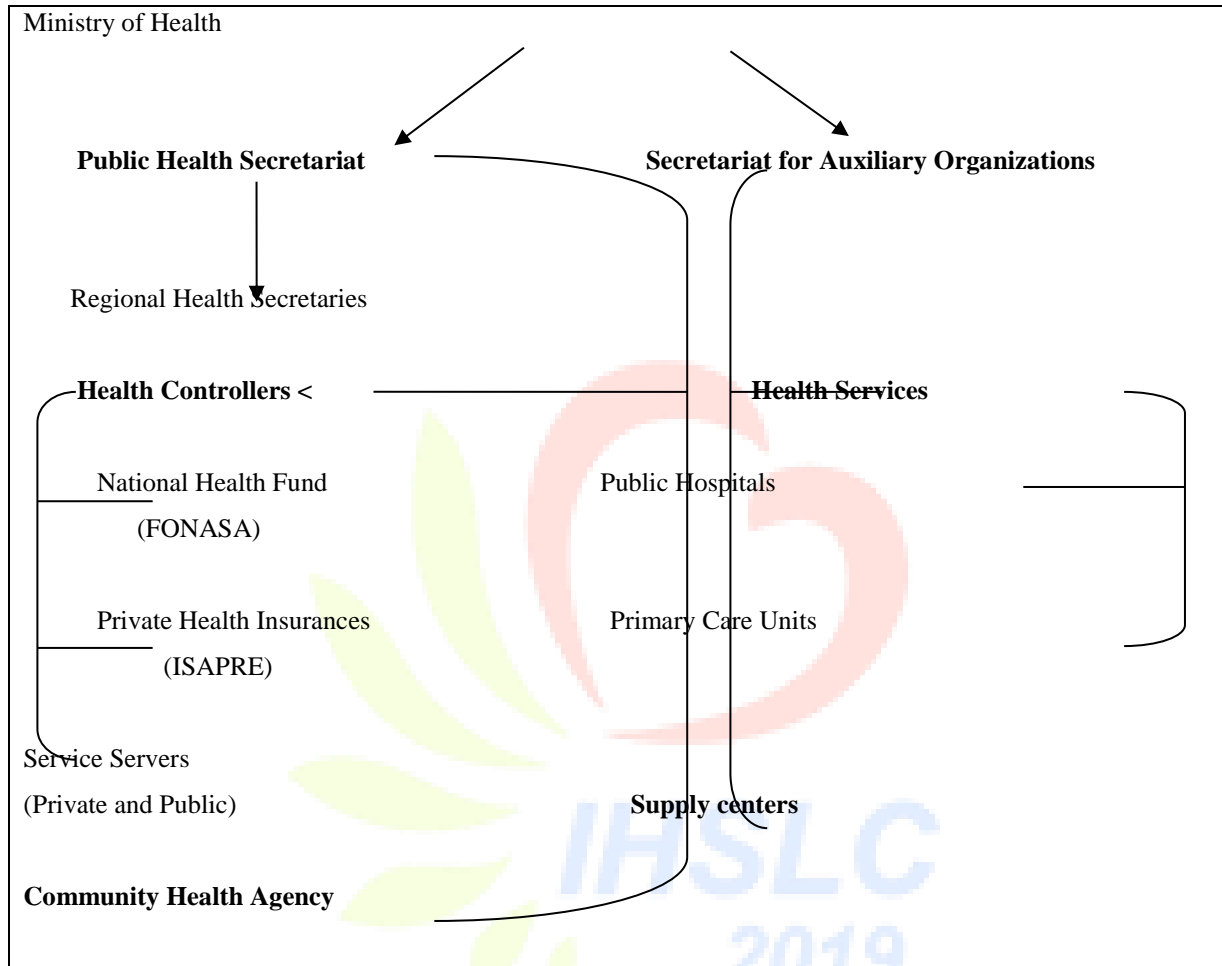 Ministry of Health
Public Health Secretariat
Secretariat for Auxiliary Organizations
Regional Health Secretaries
Health Controllers <
Health Services
National Health Fund
(FONASA)
Public Hospitals
Private Health Insurances
(ISAPRE)
Primary Care Units
Service Servers
(Private and Public)
Supply centers
Community Health Agency
IHSLC
2019